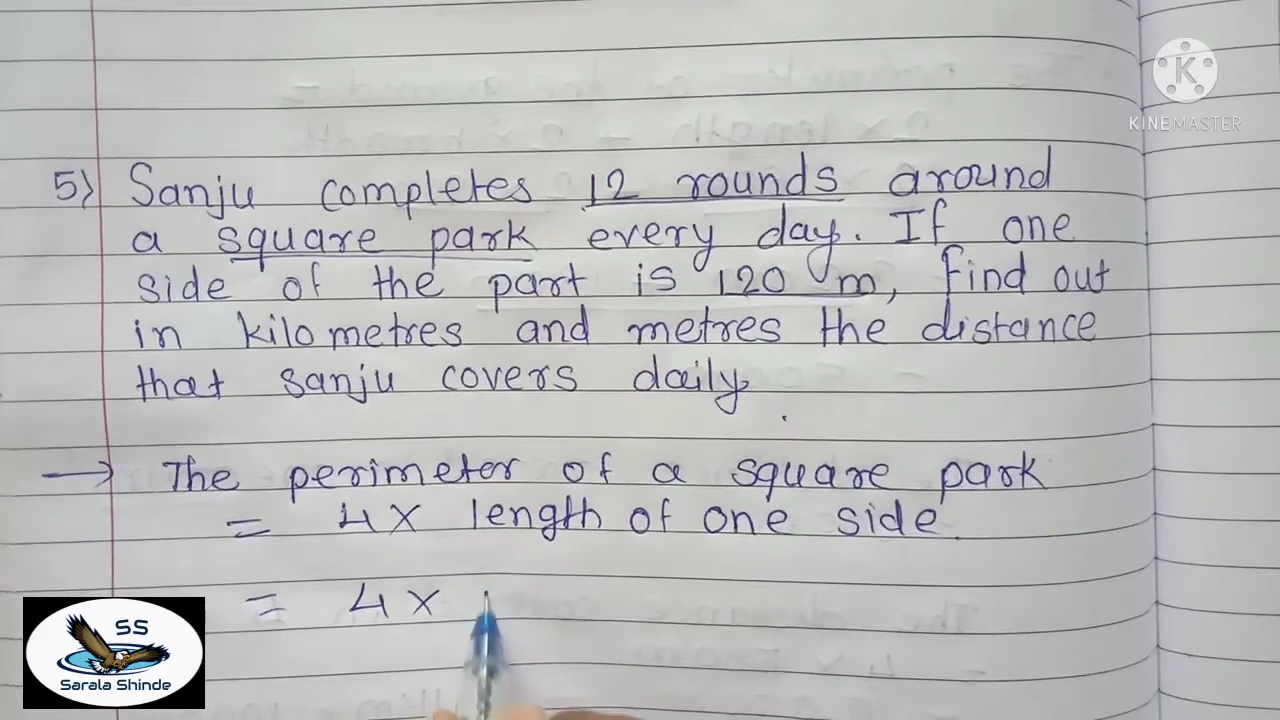 KINEMASTER
5) Sanju completes 12 rounds around
a square park every day. If one
side of the part is 120 m, find out
in kilometres and metres the distance
that sanju covers daily.
→ The perimeter of a square park
= 4 × length of one side
= 4 ×
SS
Sarala Shinde